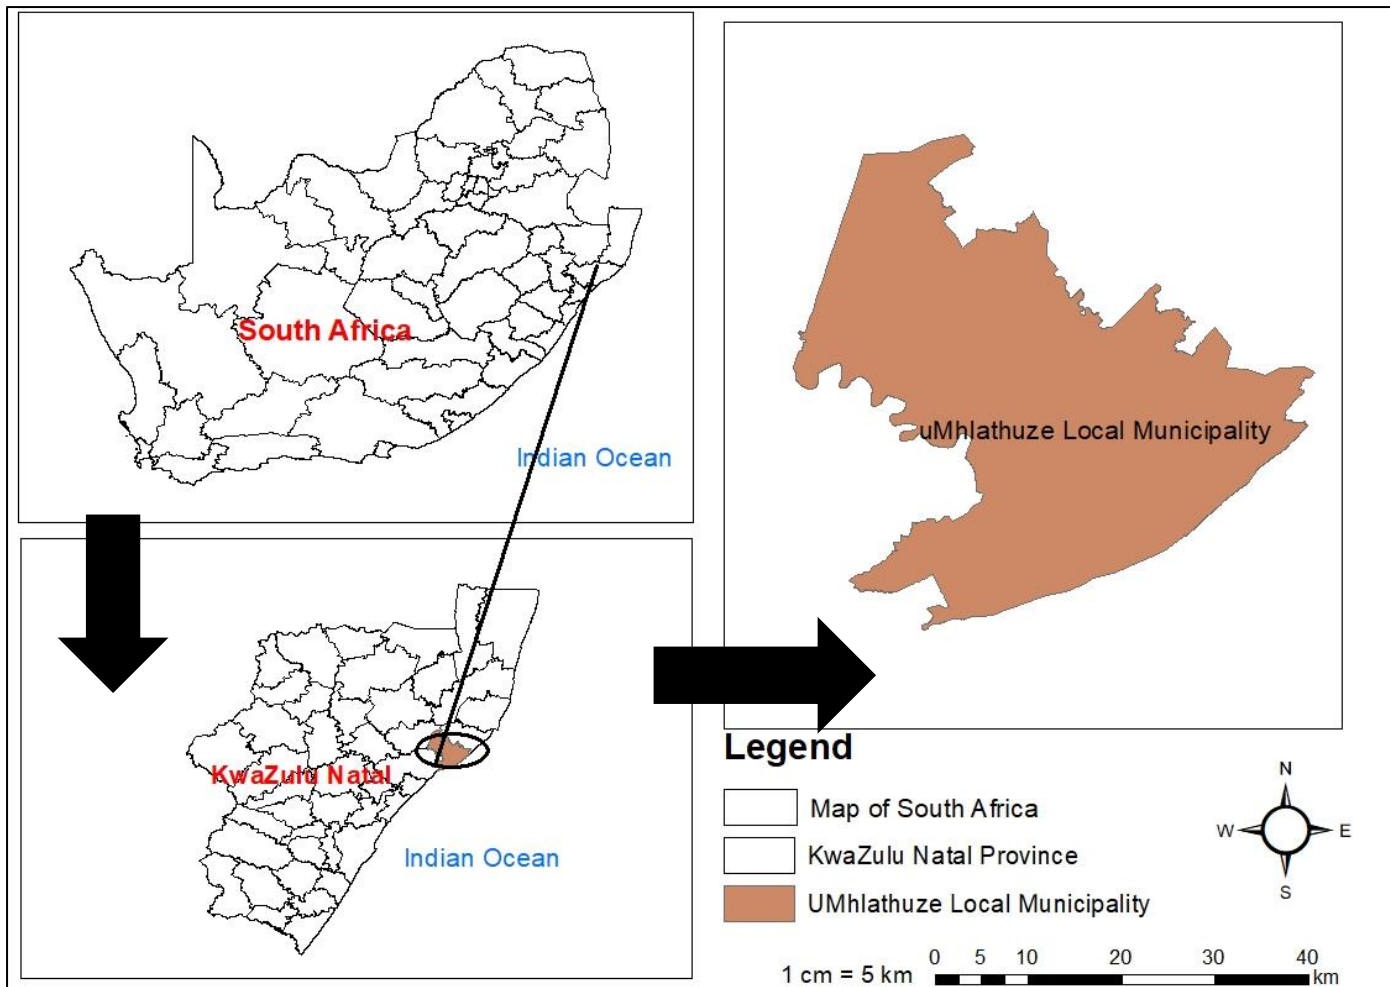 South Africa
Indian Ocean
KwaZulu Natal
Indian Ocean
uMhlathuze Local Municipality
Legend
Map of South Africa
KwaZulu Natal Province
UMhlathuze Local Municipality
N
W E
S
0 5 10 20 30 40
1 cm = 5 km km